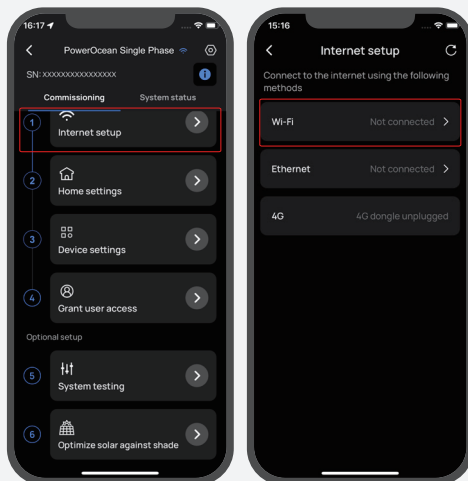 16:17
PowerOcean Single Phase
SN: xxxxxxxxxxxxxxxx
Commissioning
System status
1
Internet setup
2
Home settings
3
Device settings
4
Grant user access
Optional setup
5
System testing
6
Optimize solar against shade
15:16
Internet setup
Connect to the internet using the following
methods
Wi-Fi
Not connected
Ethernet
Not connected
4G
4G dongle unplugged